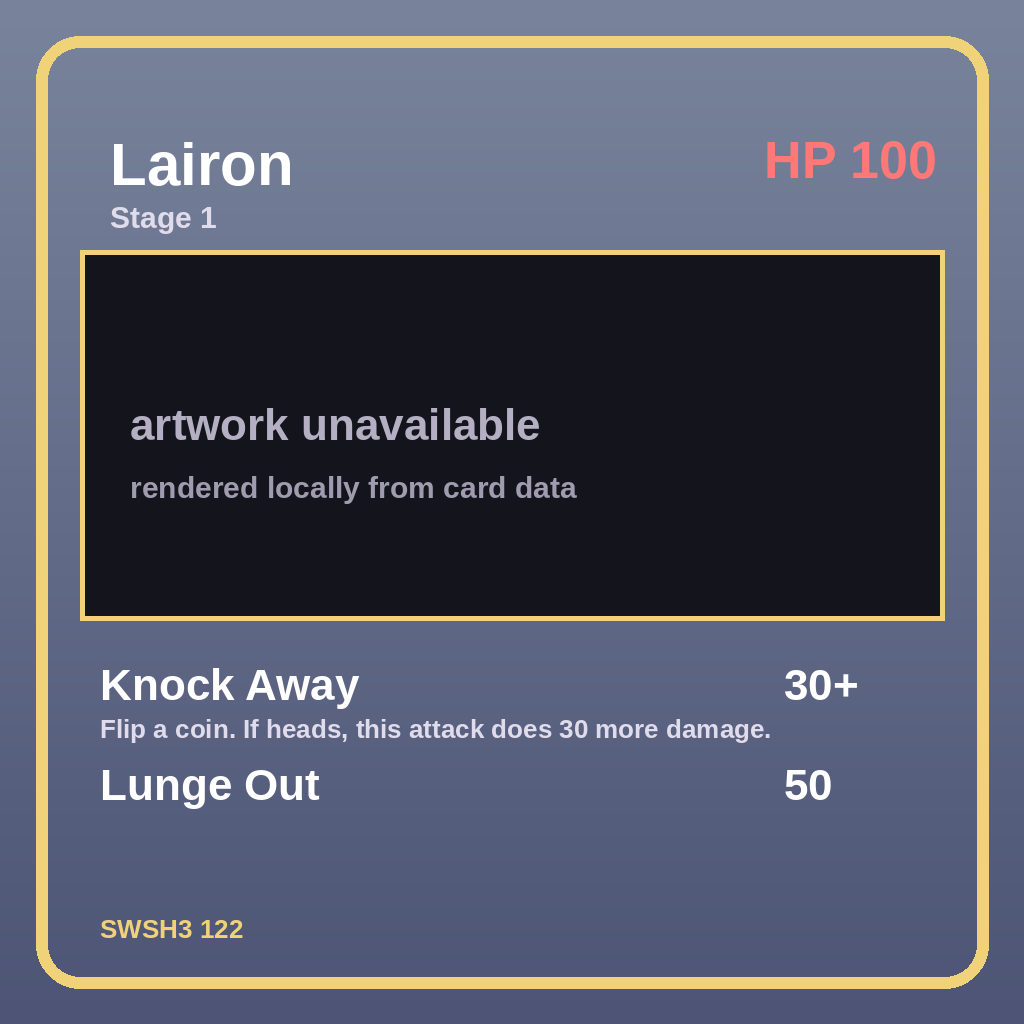 Lairon
HP 100
Stage 1
artwork unavailable
rendered locally from card data
Knock Away 30+
Flip a coin. If heads, this attack does 30 more damage.
Lunge Out 50
SWSH3 122